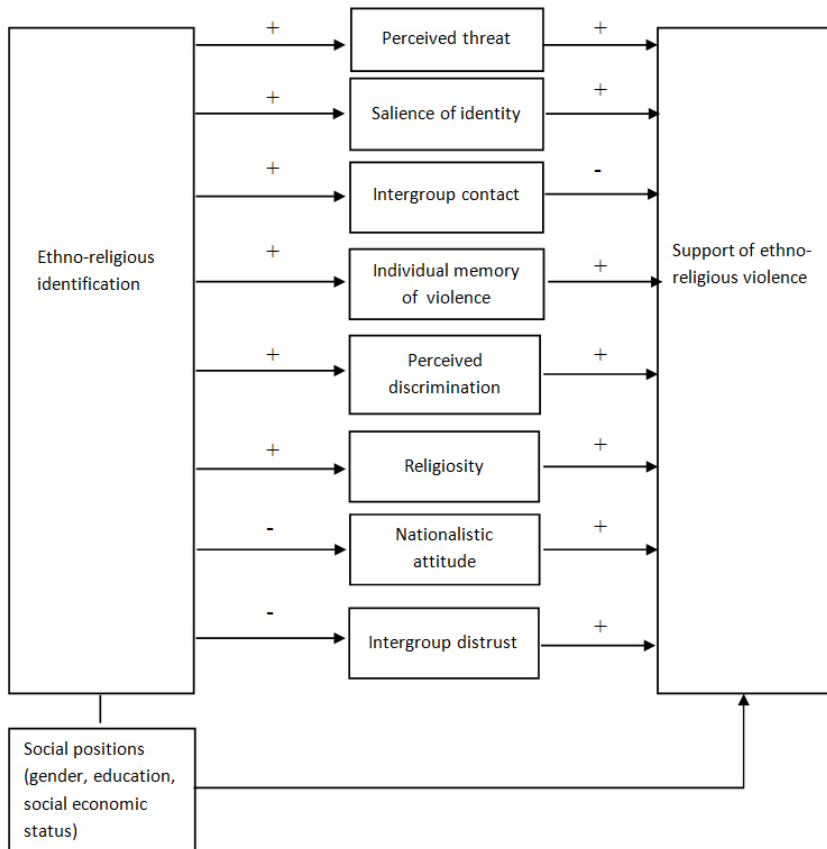 +
Perceived threat
+
+
Salience of identity
+
+
Intergroup contact
-
Ethno-religious
identification
+
Individual memory
of violence
+
Support of ethno-
religious violence
+
Perceived
discrimination
+
+
Religiosity
+
-
Nationalistic
attitude
+
-
Intergroup distrust
+
Social positions
(gender, education,
social economic
status)